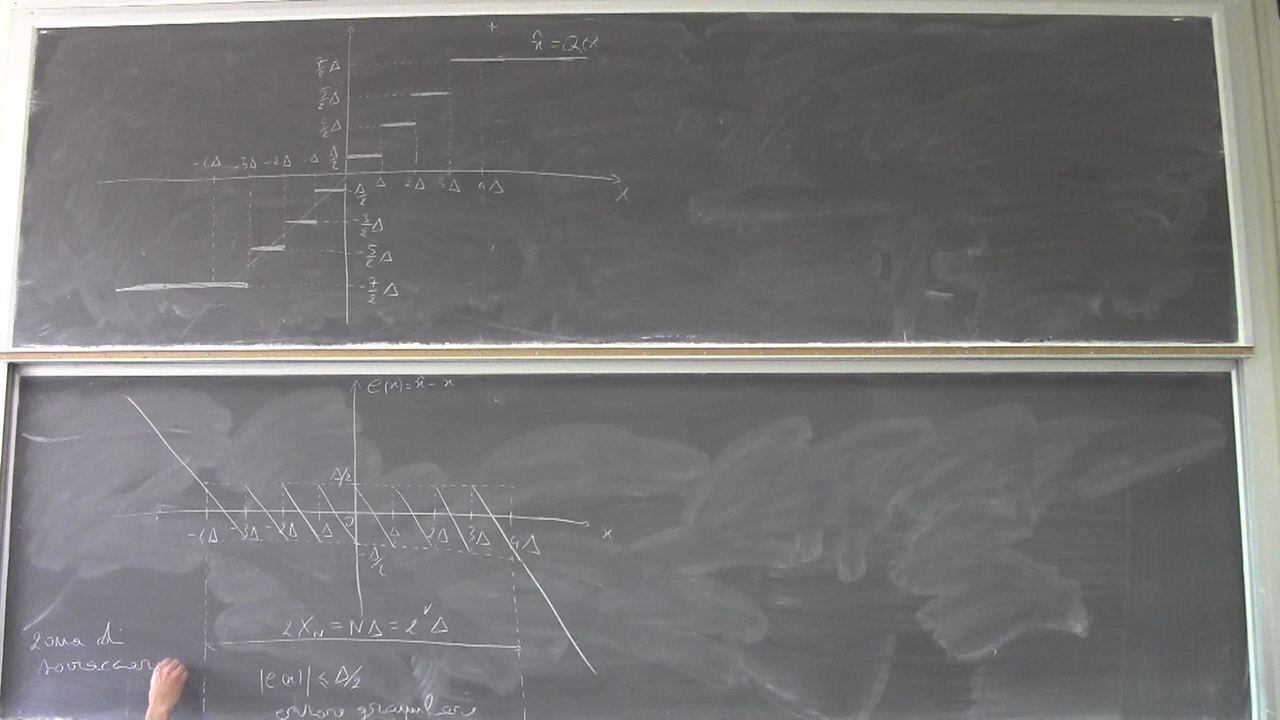 x̂ = Q(x
7/2 Δ
5/2 Δ
3/2 Δ
Δ/2
-4Δ -3Δ -2Δ -Δ
Δ 2Δ 3Δ 4Δ
x
-Δ/2
-3/2 Δ
-5/2 Δ
-7/2 Δ
e(x) = x̂ - x
Δ/2
-4Δ -3Δ -2Δ -Δ 0 Δ 2Δ 3Δ 4Δ
x
-Δ/2
2X_M = NΔ = 2^ν Δ
zona di
|e(x)| ≤ Δ/2
errore granulare